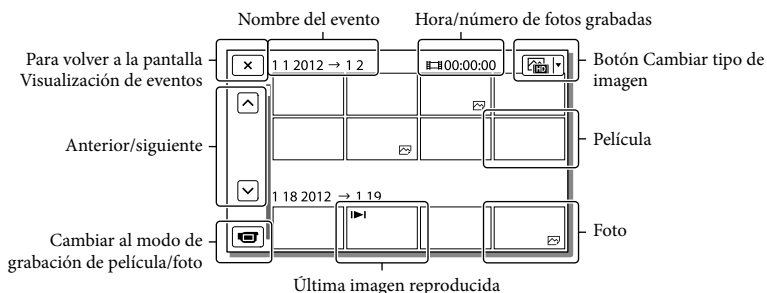 Nombre del evento
Hora/número de fotos grabadas
Para volver a la pantalla
Visualización de eventos
1 1 2012 → 1 2
00:00:00
HD
Botón Cambiar tipo de
imagen
Anterior/siguiente
Película
1 18 2012 → 1 19
Cambiar al modo de
grabación de película/foto
Foto
Última imagen reproducida